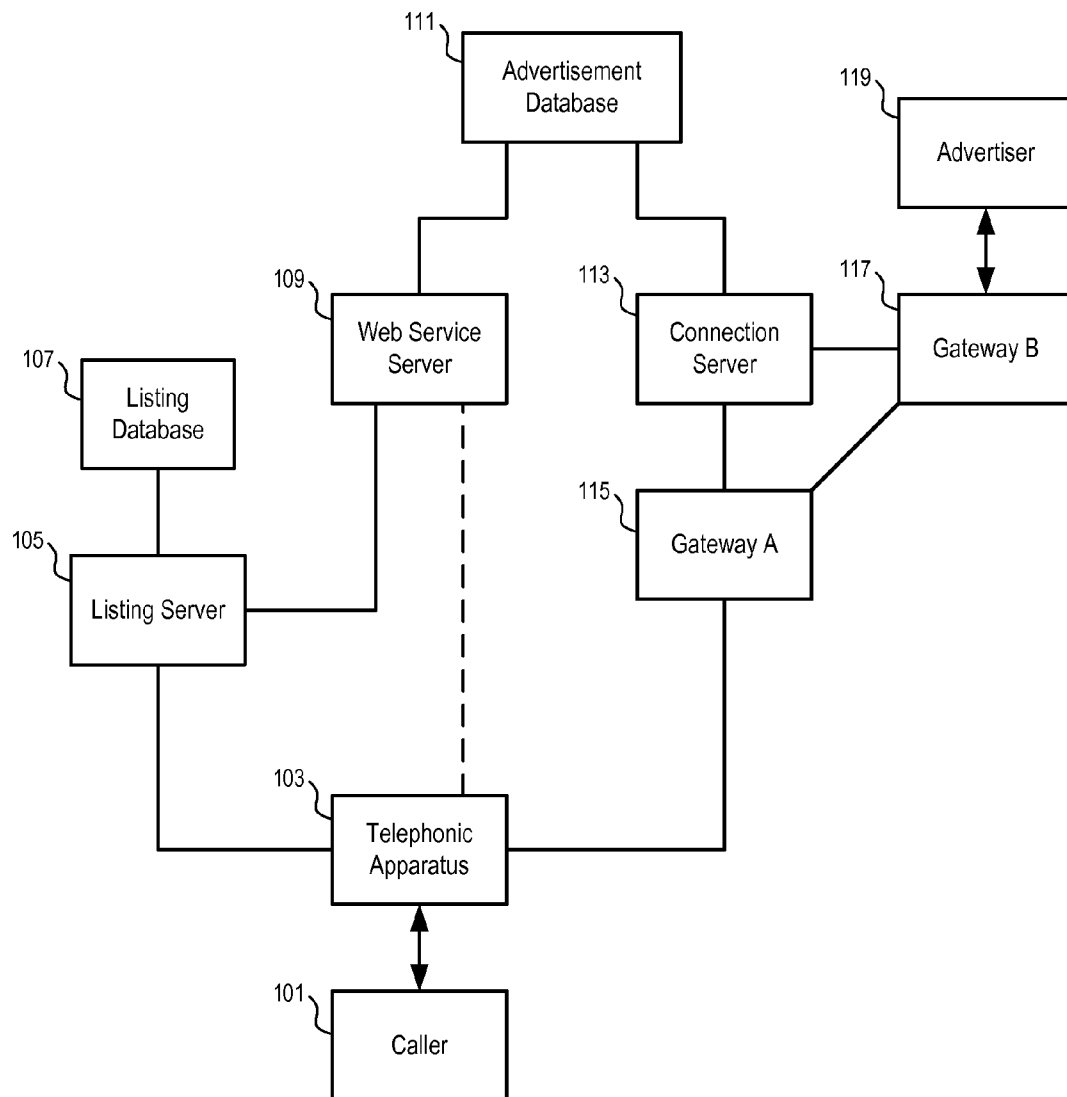 111
Advertisement
Database
119
Advertiser
109
Web Service
Server
113
Connection
Server
117
Gateway B
107
Listing
Database
115
Gateway A
105
Listing Server
103
Telephonic
Apparatus
101
Caller